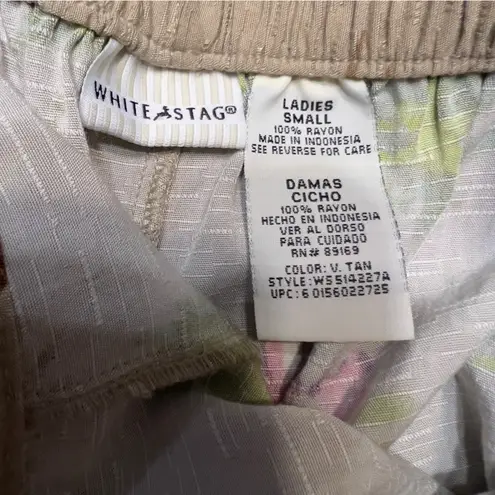 WHITE STAG®
LADIES
SMALL
100% RAYON
MADE IN INDONESIA
SEE REVERSE FOR CARE
DAMAS
CICHO
100% RAYON
HECHO EN INDONESIA
VER AL DORSO
PARA CUIDADO
RN# 89169
COLOR: V. TAN
STYLE: WS514227A
UPC: 6 0156022725